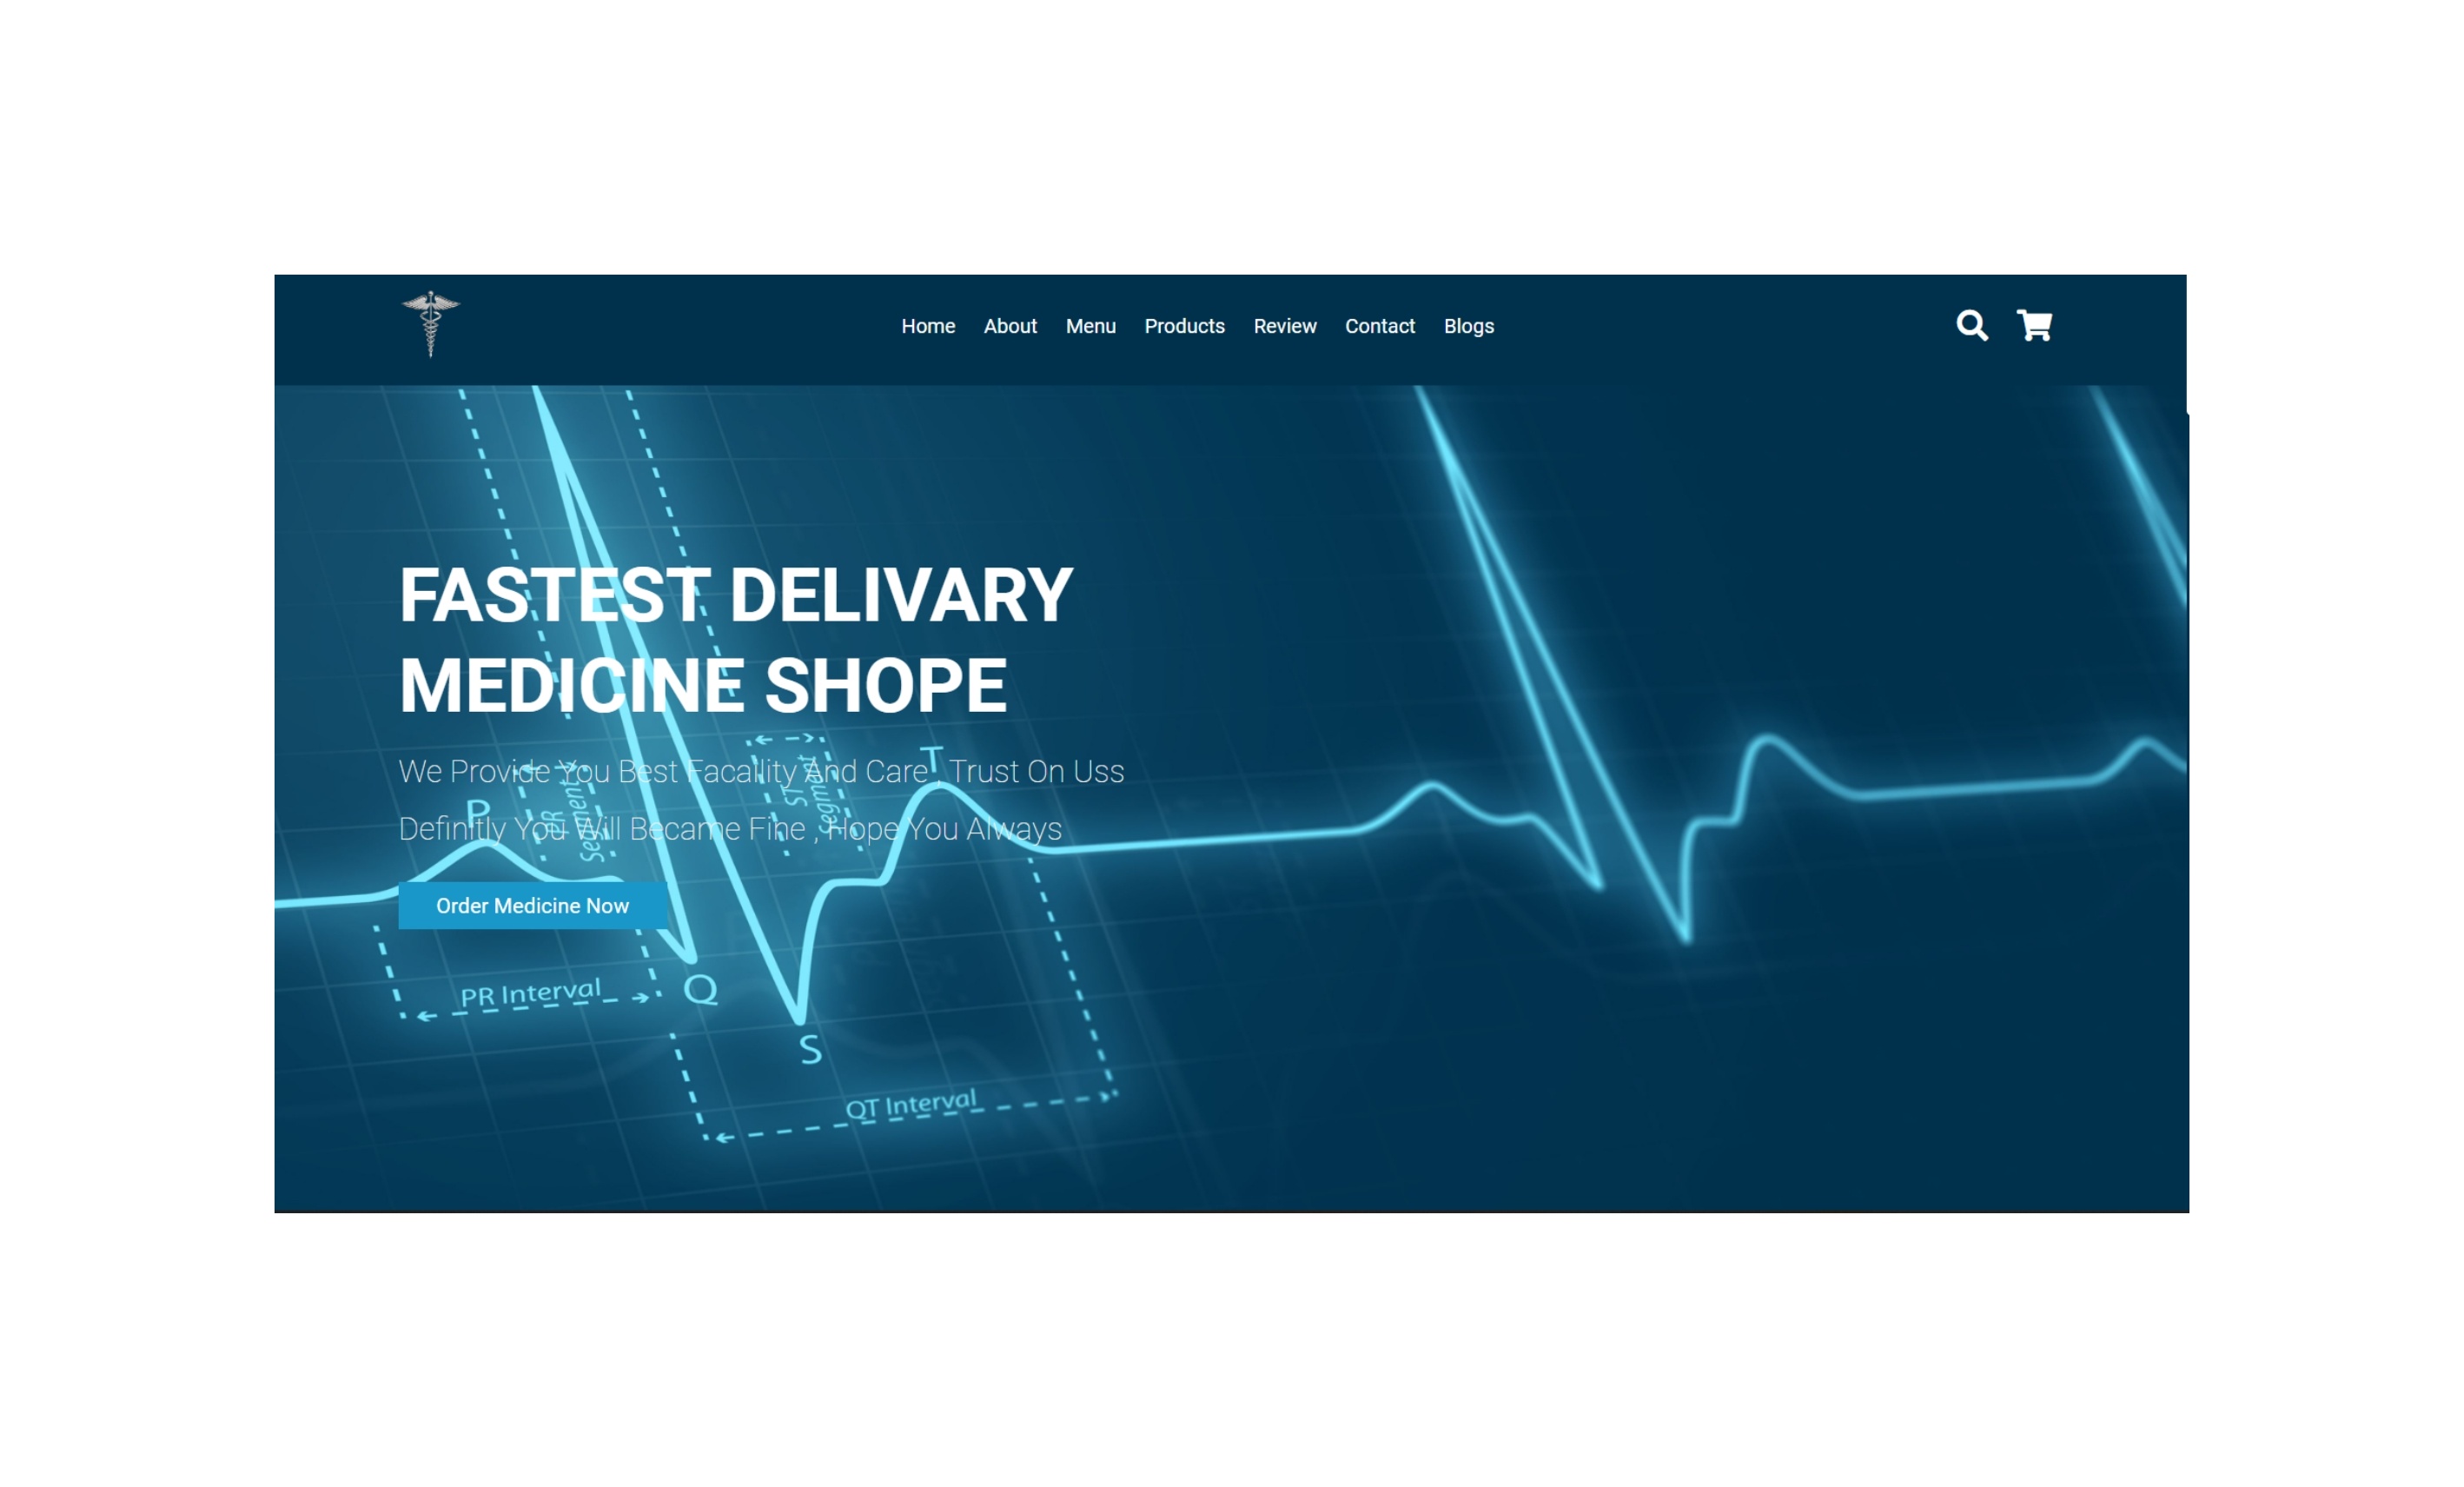 Home About Menu Products Review Contact Blogs
FASTEST DELIVARY
MEDICINE SHOPE
We Provide You Best Facallity And Care , Trust On Uss
Definitly You Will Became Fine , Hope You Always
Order Medicine Now
P
PR
Segment
ST
Segment
T
PR Interval
Q
S
QT Interval